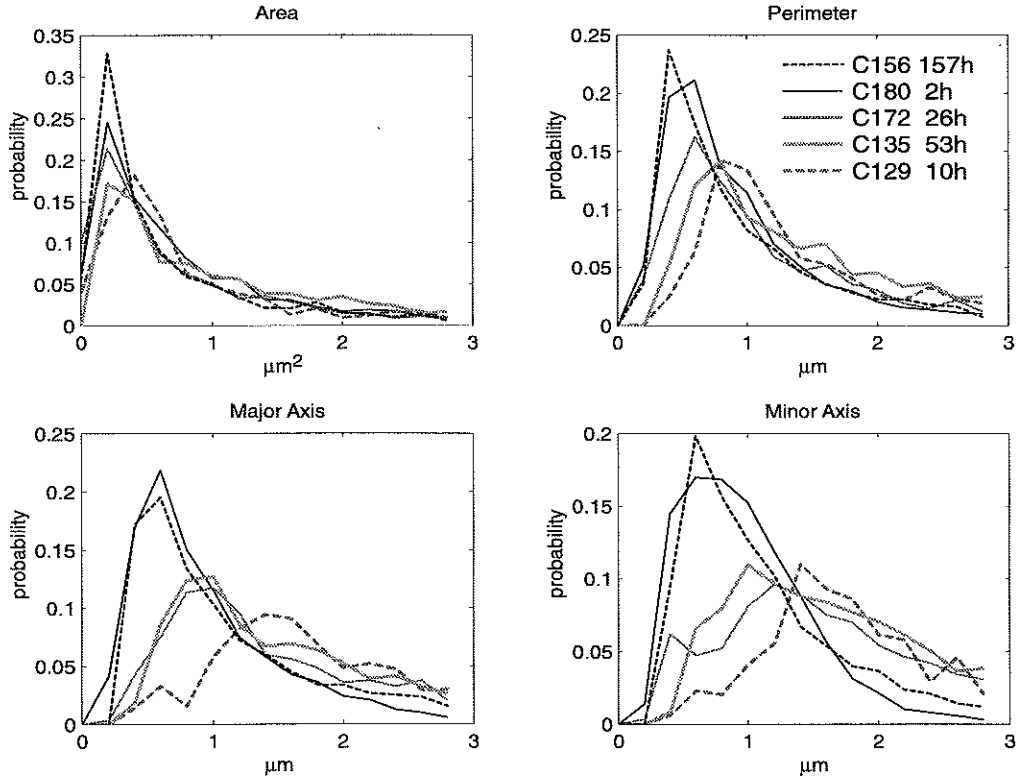 Area
probability
0.35
0.3
0.25
0.2
0.15
0.1
0.05
0
0 1 2 3
μm2
Perimeter
probability
0.25
0.2
0.15
0.1
0.05
0
0 1 2 3
μm
C156 157h
C180 2h
C172 26h
C135 53h
C129 10h
Major Axis
probability
0.25
0.2
0.15
0.1
0.05
0
0 1 2 3
μm
Minor Axis
probability
0.2
0.15
0.1
0.05
0
0 1 2 3
μm